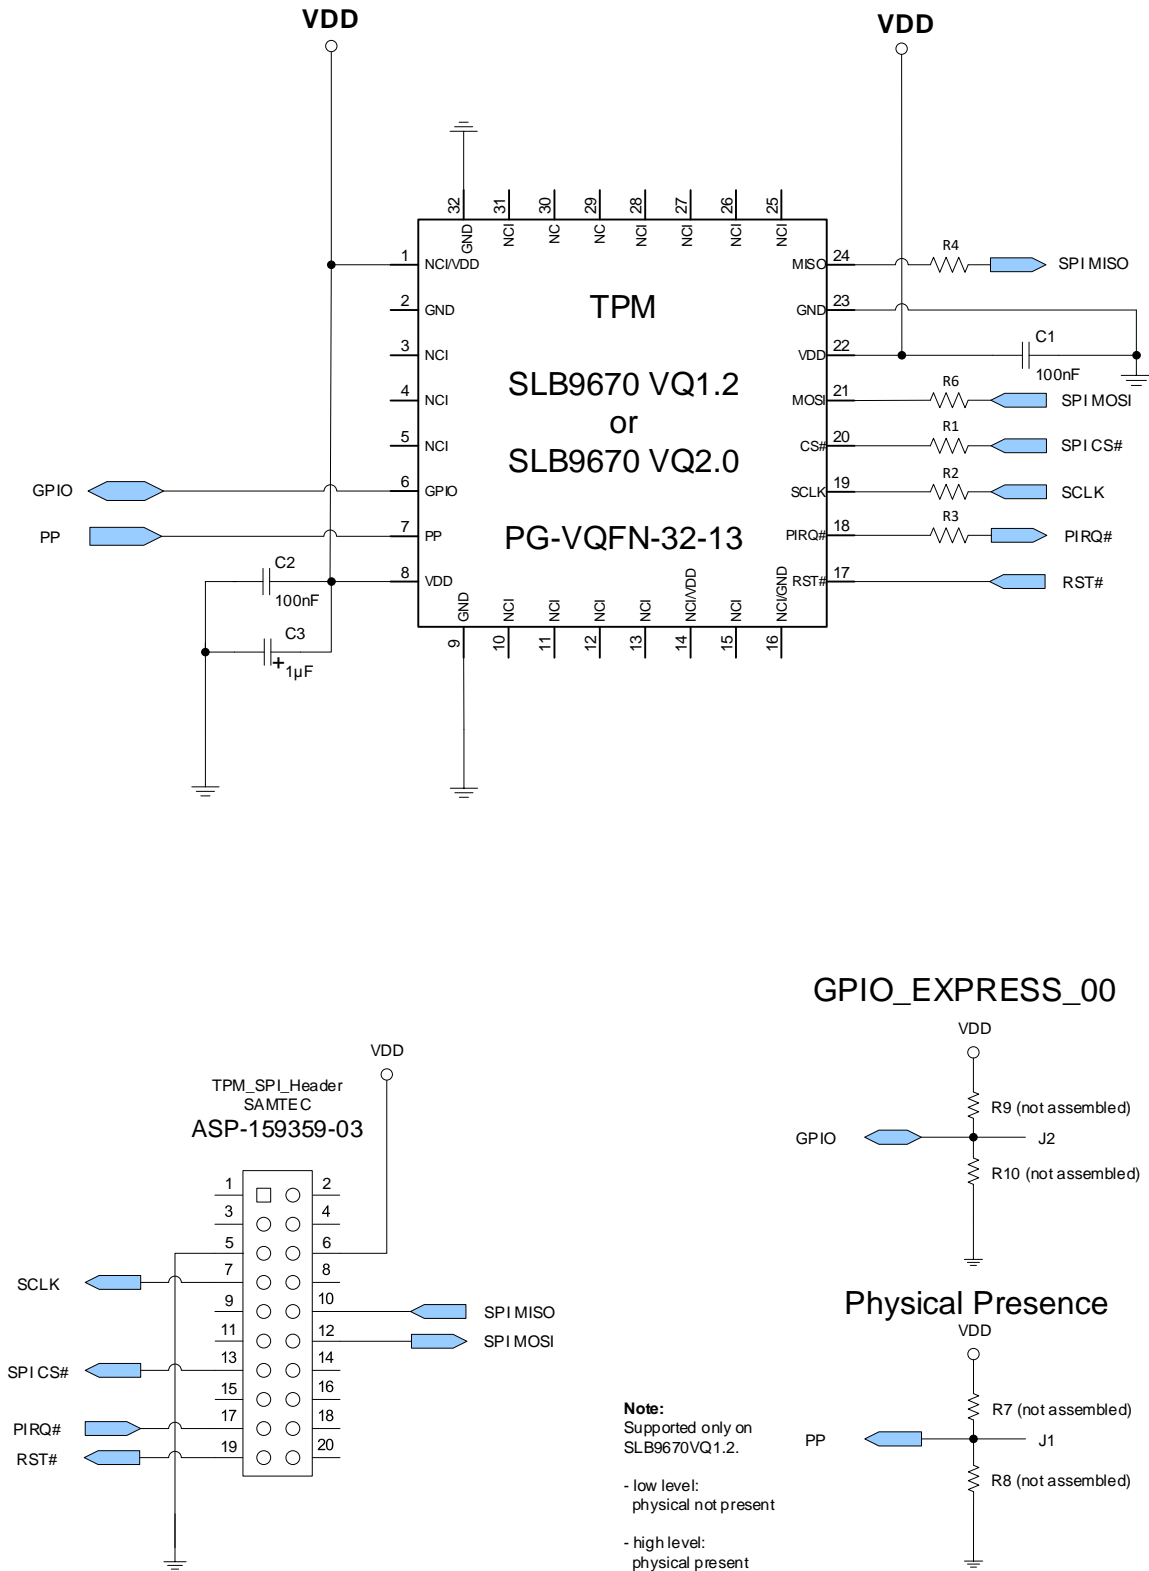 VDD
VDD
32
31
30
29
28
27
26
25
GND
NCI
NC
NC
NCI
NCI
NCI
NCI
1
NCI/VDD
2
GND
3
NCI
4
NCI
5
NCI
GPIO
6
GPIO
PP
7
PP
8
VDD
C2
100nF
C3
+
1µF
TPM
SLB9670 VQ1.2
or
SLB9670 VQ2.0
PG-VQFN-32-13
MISO
24
R4
SPI MISO
GND
23
VDD
22
C1
100nF
MOSI
21
R6
SPI MOSI
CS#
20
R1
SPI CS#
SCLK
19
R2
SCLK
PIRQ#
18
R3
PIRQ#
RST#
17
RST#
GND
NCI
NCI
NCI
NCI
NCI/VDD
NCI
NCI/GND
9
10
11
12
13
14
15
16
VDD
TPM_SPI_Header
SAMTEC
ASP-159359-03
1
2
3
4
5
6
SCLK
7
8
9
10
SPI MISO
11
12
SPI MOSI
SPI CS#
13
14
15
16
PIRQ#
17
18
RST#
19
20
GPIO_EXPRESS_00
VDD
R9 (not assembled)
GPIO
J2
R10 (not assembled)
Physical Presence
VDD
R7 (not assembled)
PP
J1
R8 (not assembled)
Note:
Supported only on
SLB9670VQ1.2.
- low level:
physical not present
- high level:
physical present